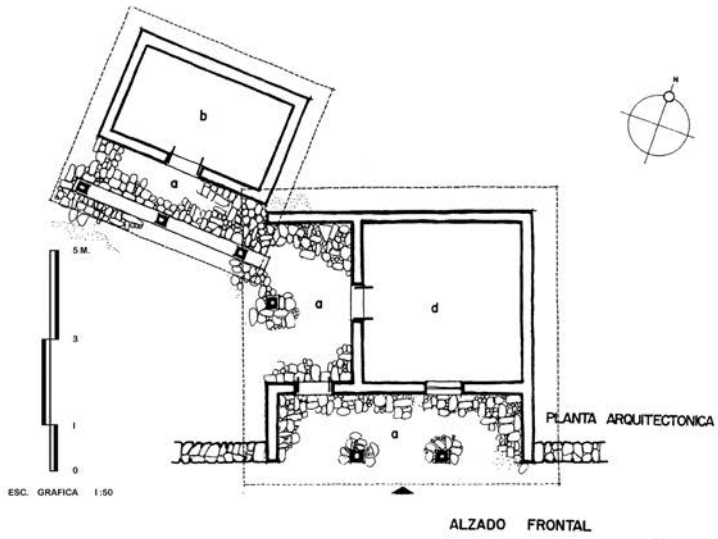 N
b
a
5 M.
a
d
3
PLANTA ARQUITECTONICA
1
a
0
ESC. GRAFICA 1:50
ALZADO FRONTAL